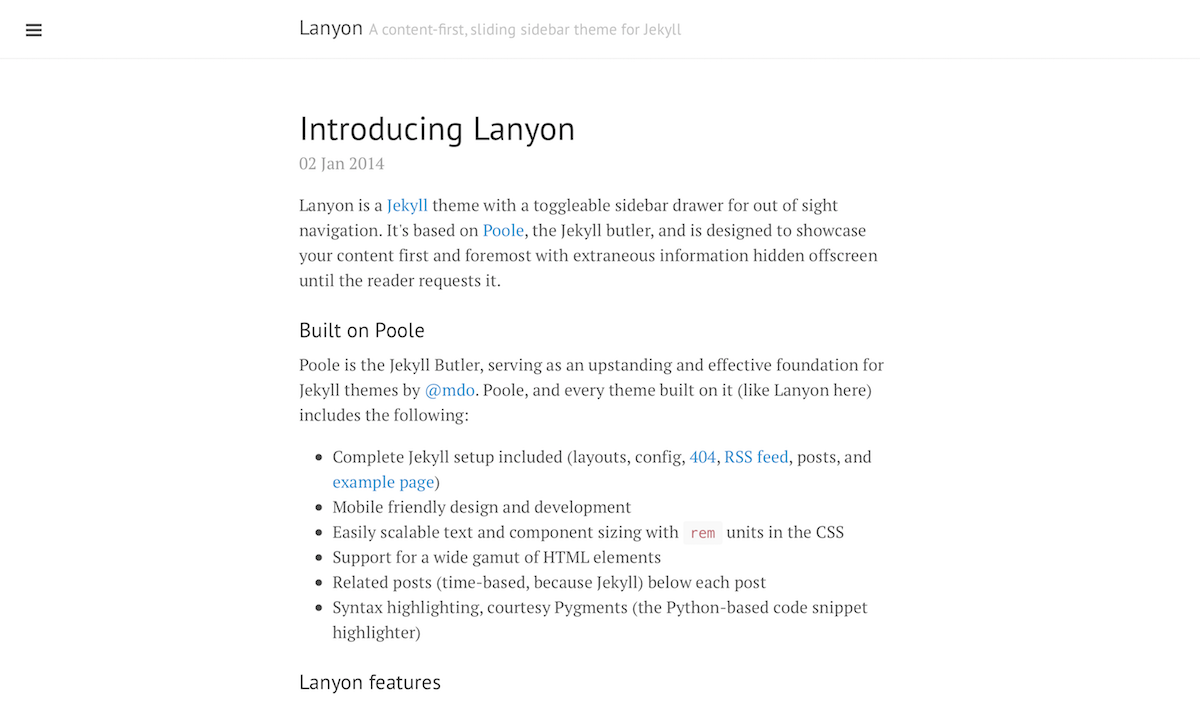 Lanyon A content-first, sliding sidebar theme for Jekyll
Introducing Lanyon
02 Jan 2014
Lanyon is a Jekyll theme with a toggleable sidebar drawer for out of sight
navigation. It's based on Poole, the Jekyll butler, and is designed to showcase
your content first and foremost with extraneous information hidden offscreen
until the reader requests it.
Built on Poole
Poole is the Jekyll Butler, serving as an upstanding and effective foundation for
Jekyll themes by @mdo. Poole, and every theme built on it (like Lanyon here)
includes the following:
• Complete Jekyll setup included (layouts, config, 404, RSS feed, posts, and
example page)
• Mobile friendly design and development
• Easily scalable text and component sizing with rem units in the CSS
• Support for a wide gamut of HTML elements
• Related posts (time-based, because Jekyll) below each post
• Syntax highlighting, courtesy Pygments (the Python-based code snippet
highlighter)
Lanyon features